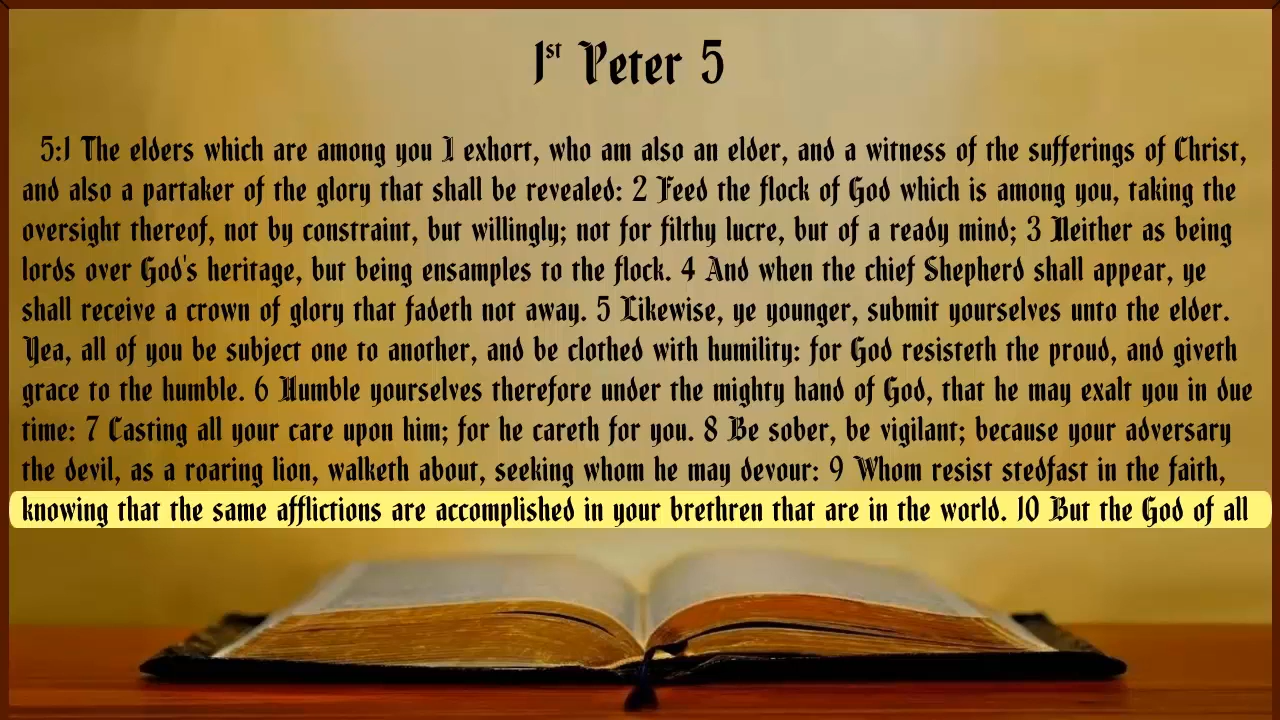 1st Peter 5
5:1 The elders which are among you I exhort, who am also an elder, and a witness of the sufferings of Christ,
and also a partaker of the glory that shall be revealed: 2 Feed the flock of God which is among you, taking the
oversight thereof, not by constraint, but willingly; not for filthy lucre, but of a ready mind; 3 Neither as being
lords over God's heritage, but being ensamples to the flock. 4 And when the chief Shepherd shall appear, ye
shall receive a crown of glory that fadeth not away. 5 Likewise, ye younger, submit yourselves unto the elder.
Yea, all of you be subject one to another, and be clothed with humility: for God resisteth the proud, and giveth
grace to the humble. 6 Humble yourselves therefore under the mighty hand of God, that he may exalt you in due
time: 7 Casting all your care upon him; for he careth for you. 8 Be sober, be vigilant; because your adversary
the devil, as a roaring lion, walketh about, seeking whom he may devour: 9 Whom resist stedfast in the faith,
knowing that the same afflictions are accomplished in your brethren that are in the world. 10 But the God of all